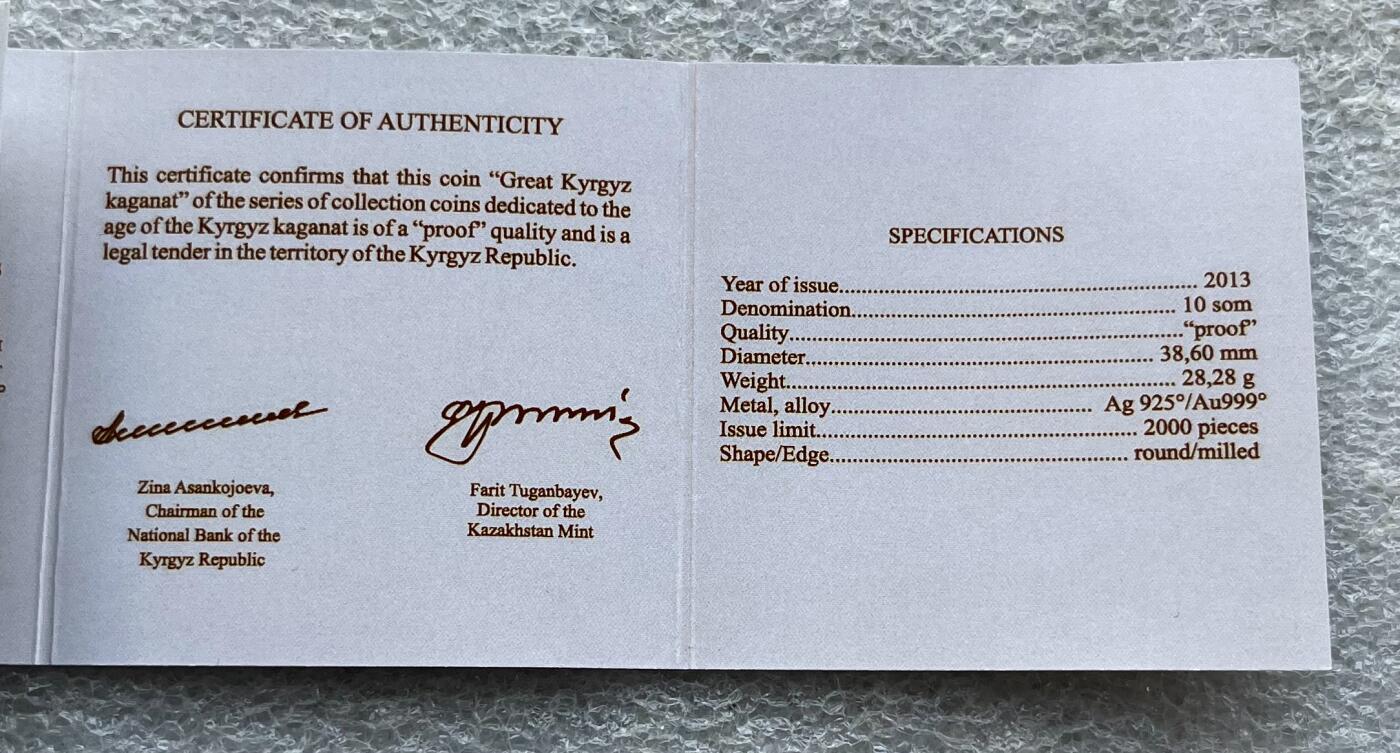 CERTIFICATE OF AUTHENTICITY
This certificate confirms that this coin “Great Kyrgyz
kaganat” of the series of collection coins dedicated to the
age of the Kyrgyz kaganat is of a “proof” quality and is a
legal tender in the territory of the Kyrgyz Republic.
Zina Asankojoeva,
Chairman of the
National Bank of the
Kyrgyz Republic
Farit Tuganbayev,
Director of the
Kazakhstan Mint
SPECIFICATIONS
Year of issue.......................................................... 2013
Denomination..................................................... 10 som
Quality................................................................“proof”
Diameter......................................................... 38,60 mm
Weight............................................................... 28,28 g
Metal, alloy.......................................... Ag 925°/Au999°
Issue limit.................................................... 2000 pieces
Shape/Edge................................................ round/milled